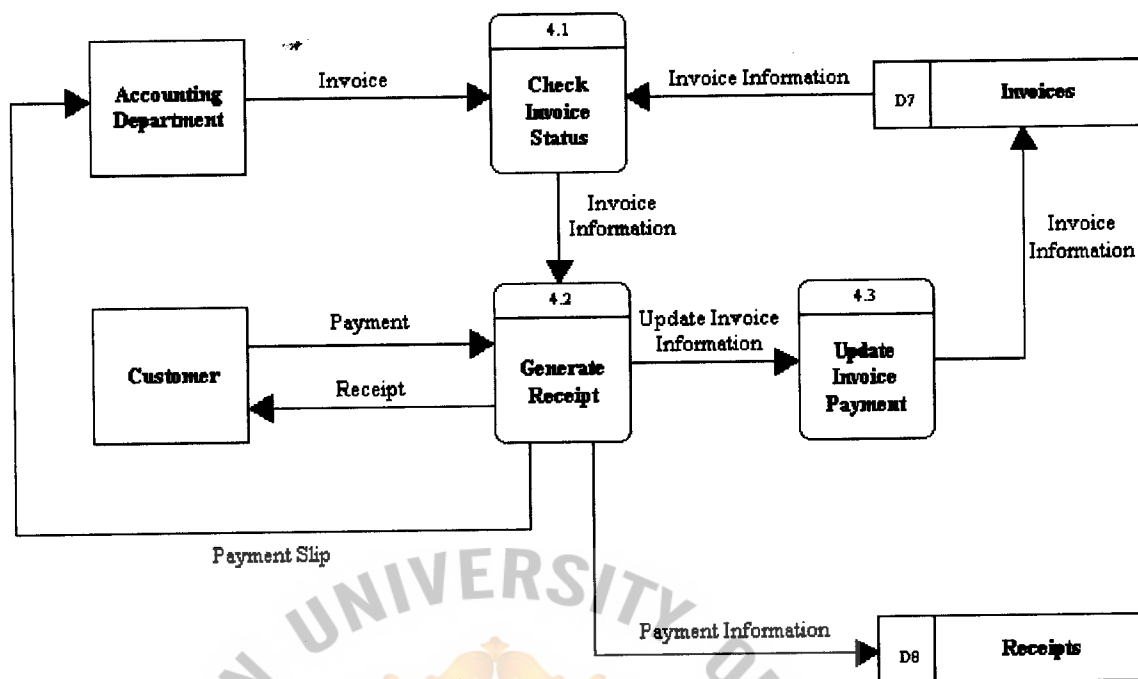 4.1
Accounting
Department
Invoice
Check
Invoice
Status
Invoice Information
D7
Invoices
Invoice
Information
Invoice
Information
4.2
4.3
Customer
Payment
Receipt
Generate
Receipt
Update Invoice
Information
Update
Invoice
Payment
Payment Slip
UNIVERSITY
Payment Information
D8
Receipts